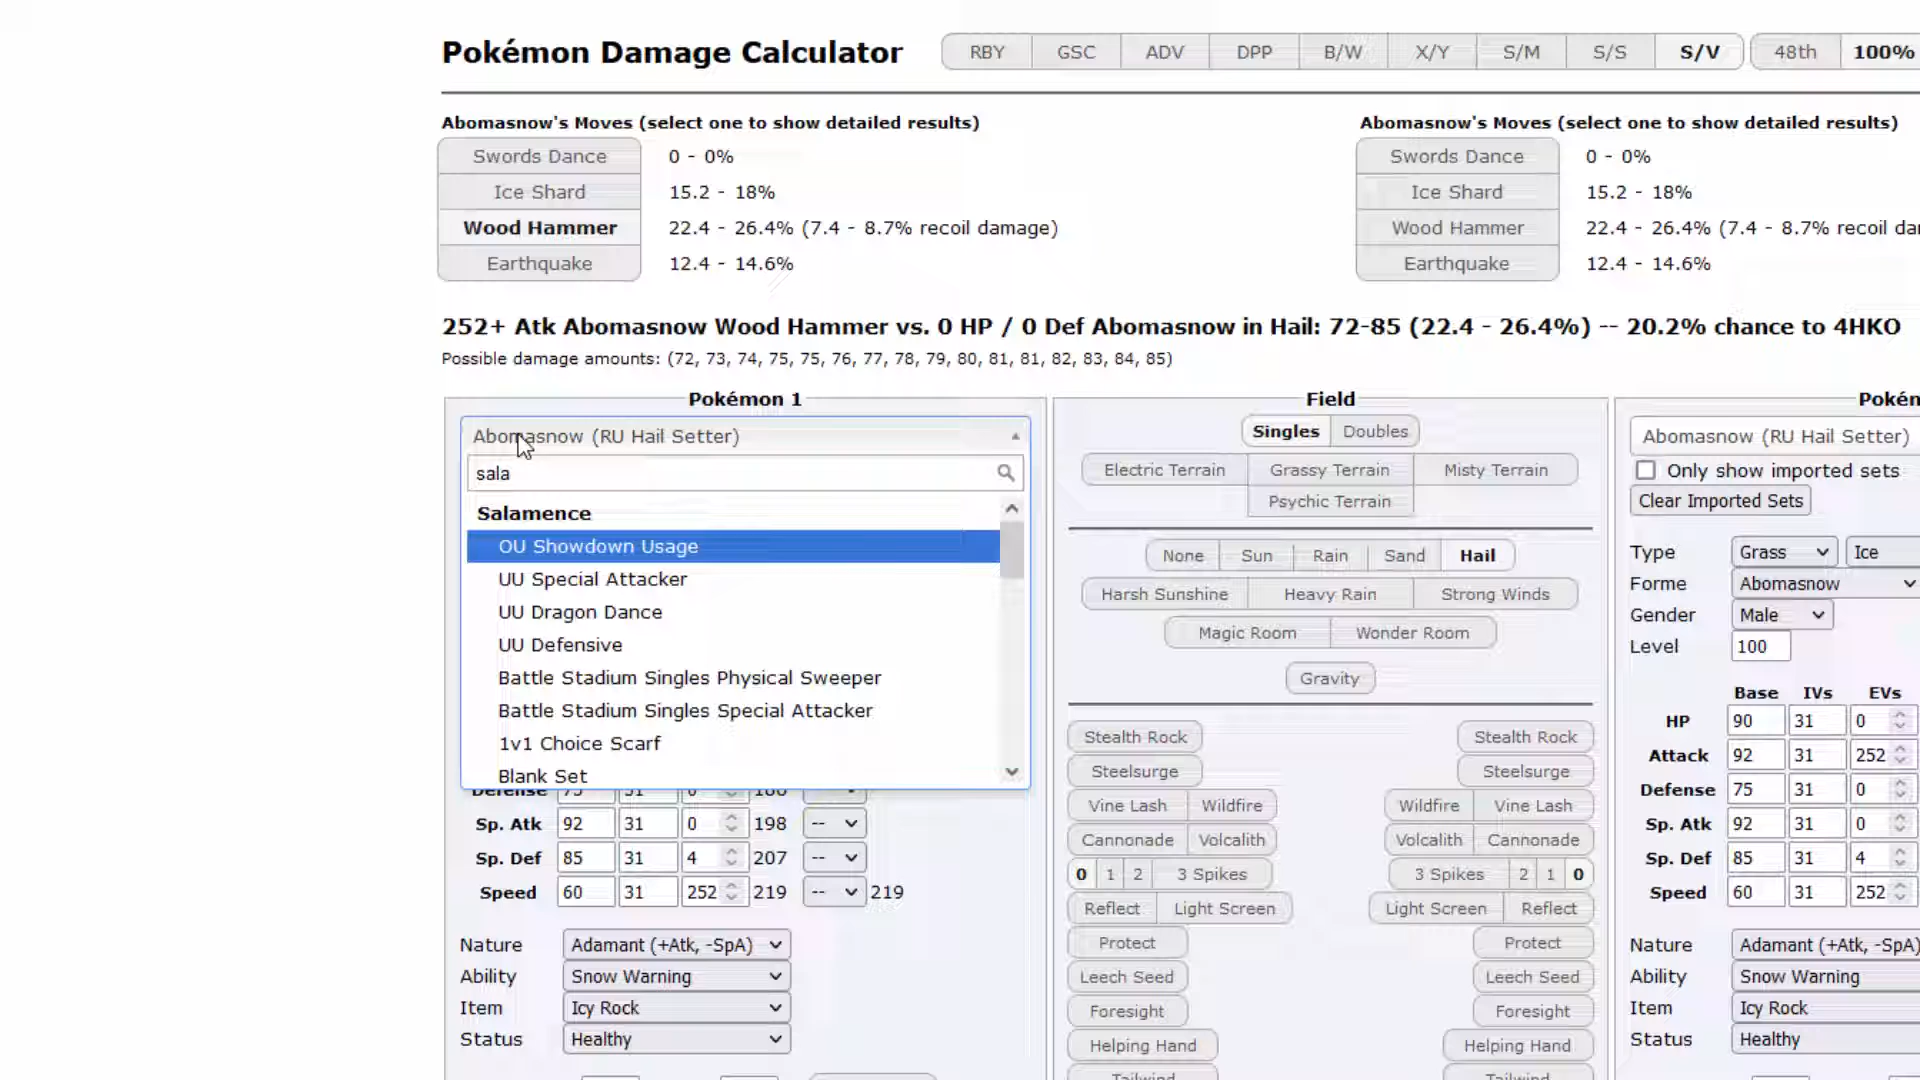 Pokémon Damage Calculator RBY GSC ADV DPP B/W X/Y S/M S/S S/V 48th 100%
Abomasnow's Moves (select one to show detailed results) Abomasnow's Moves (select one to show detailed results)
Swords Dance 0 - 0% Swords Dance 0 - 0%
Ice Shard 15.2 - 18% Ice Shard 15.2 - 18%
Wood Hammer 22.4 - 26.4% (7.4 - 8.7% recoil damage) Wood Hammer 22.4 - 26.4% (7.4 - 8.7% recoil da
Earthquake 12.4 - 14.6% Earthquake 12.4 - 14.6%
252+ Atk Abomasnow Wood Hammer vs. 0 HP / 0 Def Abomasnow in Hail: 72-85 (22.4 - 26.4%) -- 20.2% chance to 4HKO
Possible damage amounts: (72, 73, 74, 75, 75, 76, 77, 78, 79, 80, 81, 81, 82, 83, 84, 85)
Pokémon 1
Abomasnow (RU Hail Setter)
sala
Salamence
OU Showdown Usage
UU Special Attacker
UU Dragon Dance
UU Defensive
Battle Stadium Singles Physical Sweeper
Battle Stadium Singles Special Attacker
1v1 Choice Scarf
Blank Set
Defense 75 31 0 186 --
Sp. Atk 92 31 0 198 --
Sp. Def 85 31 4 207 --
Speed 60 31 252 219 -- 219
Nature Adamant (+Atk, -SpA)
Ability Snow Warning
Item Icy Rock
Status Healthy
Field
Singles Doubles
Electric Terrain Grassy Terrain Misty Terrain
Psychic Terrain
None Sun Rain Sand Hail
Harsh Sunshine Heavy Rain Strong Winds
Magic Room Wonder Room
Gravity
Stealth Rock Stealth Rock
Steelsurge Steelsurge
Vine Lash Wildfire Wildfire Vine Lash
Cannonade Volcalith Volcalith Cannonade
0 1 2 3 Spikes 3 Spikes 2 1 0
Reflect Light Screen Light Screen Reflect
Protect Protect
Leech Seed Leech Seed
Foresight Foresight
Helping Hand Helping Hand
Tailwind Tailwind
Pokén
Abomasnow (RU Hail Setter)
Only show imported sets
Clear Imported Sets
Type Grass Ice
Forme Abomasnow
Gender Male
Level 100
Base IVs EVs
HP 90 31 0
Attack 92 31 252
Defense 75 31 0
Sp. Atk 92 31 0
Sp. Def 85 31 4
Speed 60 31 252
Nature Adamant (+Atk, -SpA)
Ability Snow Warning
Item Icy Rock
Status Healthy